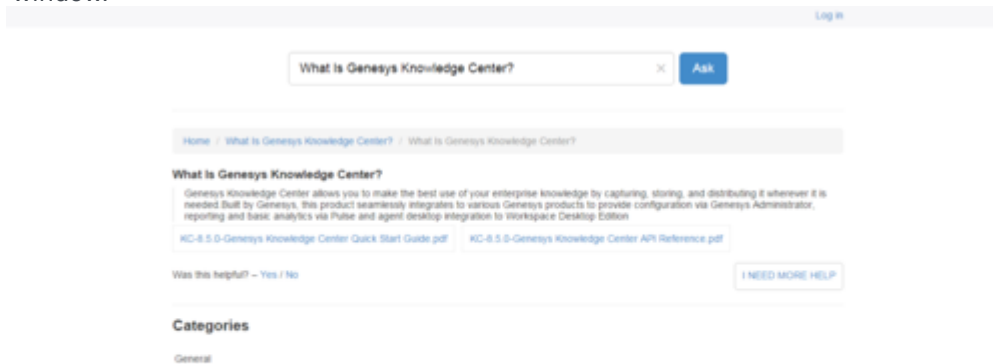 Log in
What Is Genesys Knowledge Center? × Ask
Home / What Is Genesys Knowledge Center? / What Is Genesys Knowledge Center?
What Is Genesys Knowledge Center?
Genesys Knowledge Center allows you to make the best use of your enterprise knowledge by capturing, storing, and distributing it wherever it is
needed.Built by Genesys, this product seamlessly integrates to various Genesys products to provide configuration via Genesys Administrator,
reporting and basic analytics via Pulse and agent desktop integration to Workspace Desktop Edition
KC-8.5.0-Genesys Knowledge Center Quick Start Guide.pdf KC-8.5.0-Genesys Knowledge Center API Reference.pdf
Was this helpful? – Yes / No I NEED MORE HELP
Categories
General